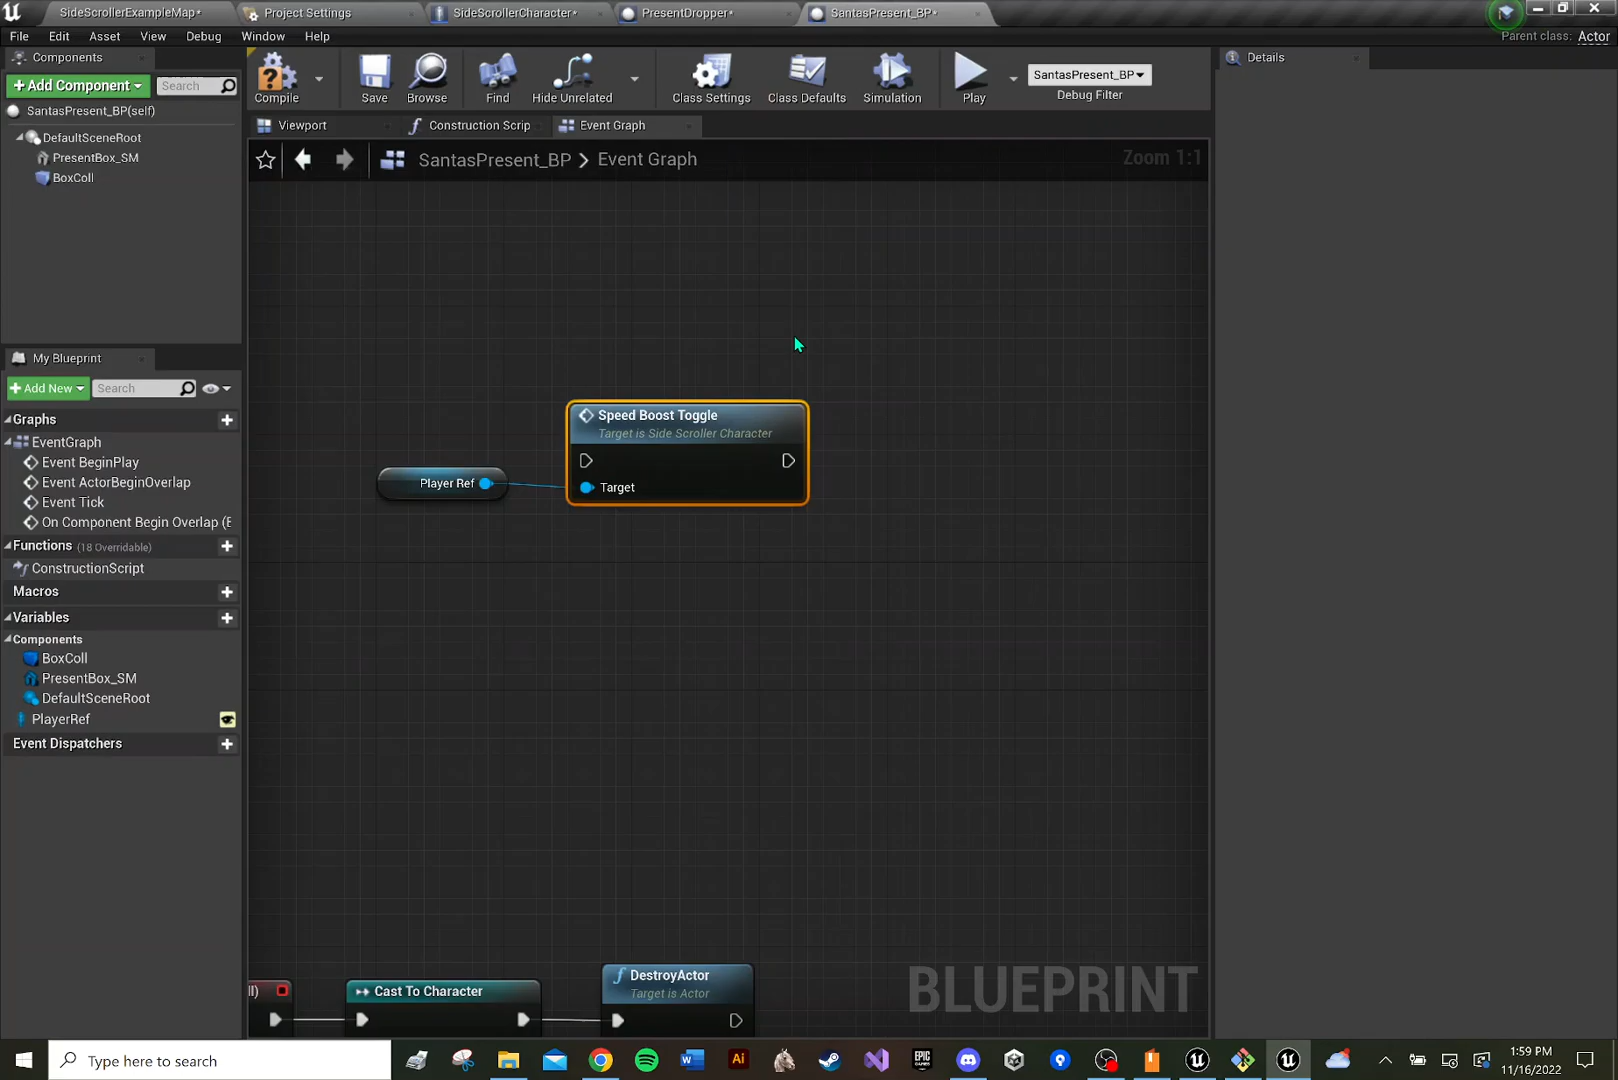 SideScrollerExampleMap*
Project Settings
SideScrollerCharacter*
PresentDropper*
SantasPresent_BP*
File Edit Asset View Debug Window Help
Parent class: Actor
Components
+Add Component
Search
SantasPresent_BP(self)
DefaultSceneRoot
PresentBox_SM
BoxColl
Compile
Save
Browse
Find
Hide Unrelated
Class Settings
Class Defaults
Simulation
Play
SantasPresent_BP
Debug Filter
Details
Viewport
Construction Scrip
Event Graph
SantasPresent_BP > Event Graph
Zoom 1:1
My Blueprint
+Add New
Search
Graphs
EventGraph
Event BeginPlay
Event ActorBeginOverlap
Event Tick
On Component Begin Overlap (E
Functions (18 Overridable)
ConstructionScript
Macros
Variables
Components
BoxColl
PresentBox_SM
DefaultSceneRoot
PlayerRef
Event Dispatchers
Speed Boost Toggle
Target is Side Scroller Character
Player Ref
Target
ll)
Cast To Character
DestroyActor
Target is Actor
BLUEPRINT
Type here to search
W
Ai
EPIC GAMES
1:59 PM
11/16/2022